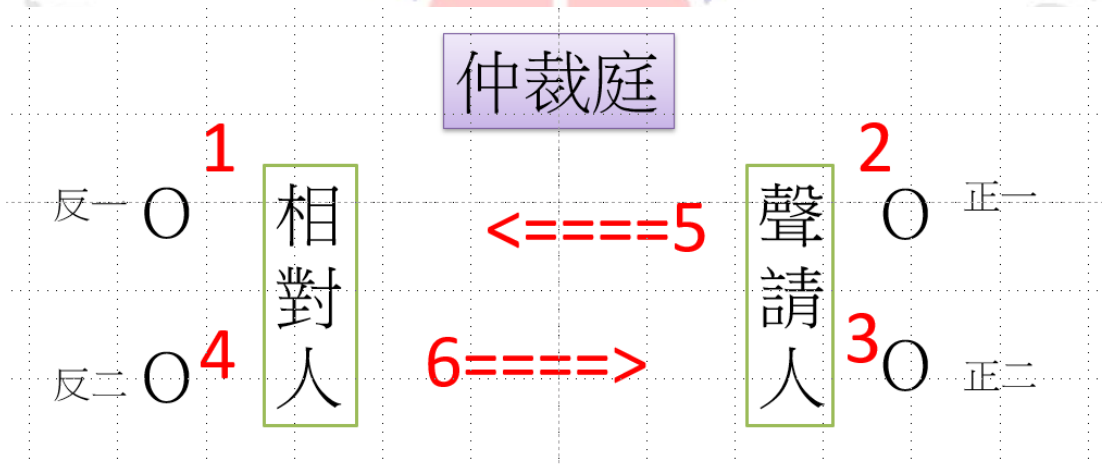 仲裁庭
1
2
反一 O
相對人
<====5
聲請人
O 正一
反二 O 4
6====>
3 O 正二